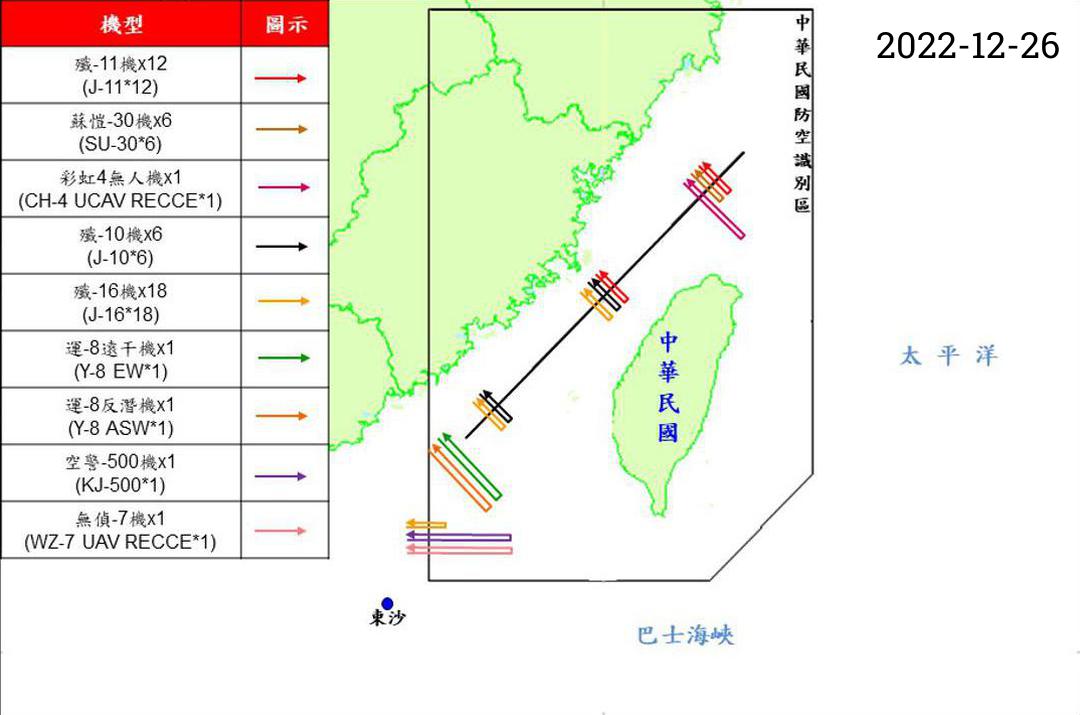 機型
圖示
殲-11機x12
(J-11*12)
蘇愷-30機x6
(SU-30*6)
彩虹4無人機x1
(CH-4 UCAV RECCE*1)
殲-10機x6
(J-10*6)
殲-16機x18
(J-16*18)
運-8遠干機x1
(Y-8 EW*1)
運-8反潛機x1
(Y-8 ASW*1)
空警-500機x1
(KJ-500*1)
無偵-7機x1
(WZ-7 UAV RECCE*1)
中華民國防空識別區
2022-12-26
中華民國
太平洋
東沙
巴士海峽